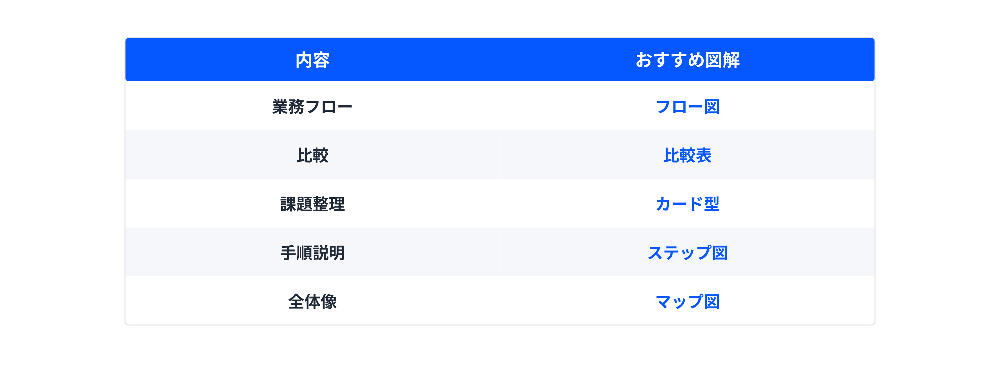 内容 おすすめ図解
業務フロー フロー図
比較 比較表
課題整理 カード型
手順説明 ステップ図
全体像 マップ図